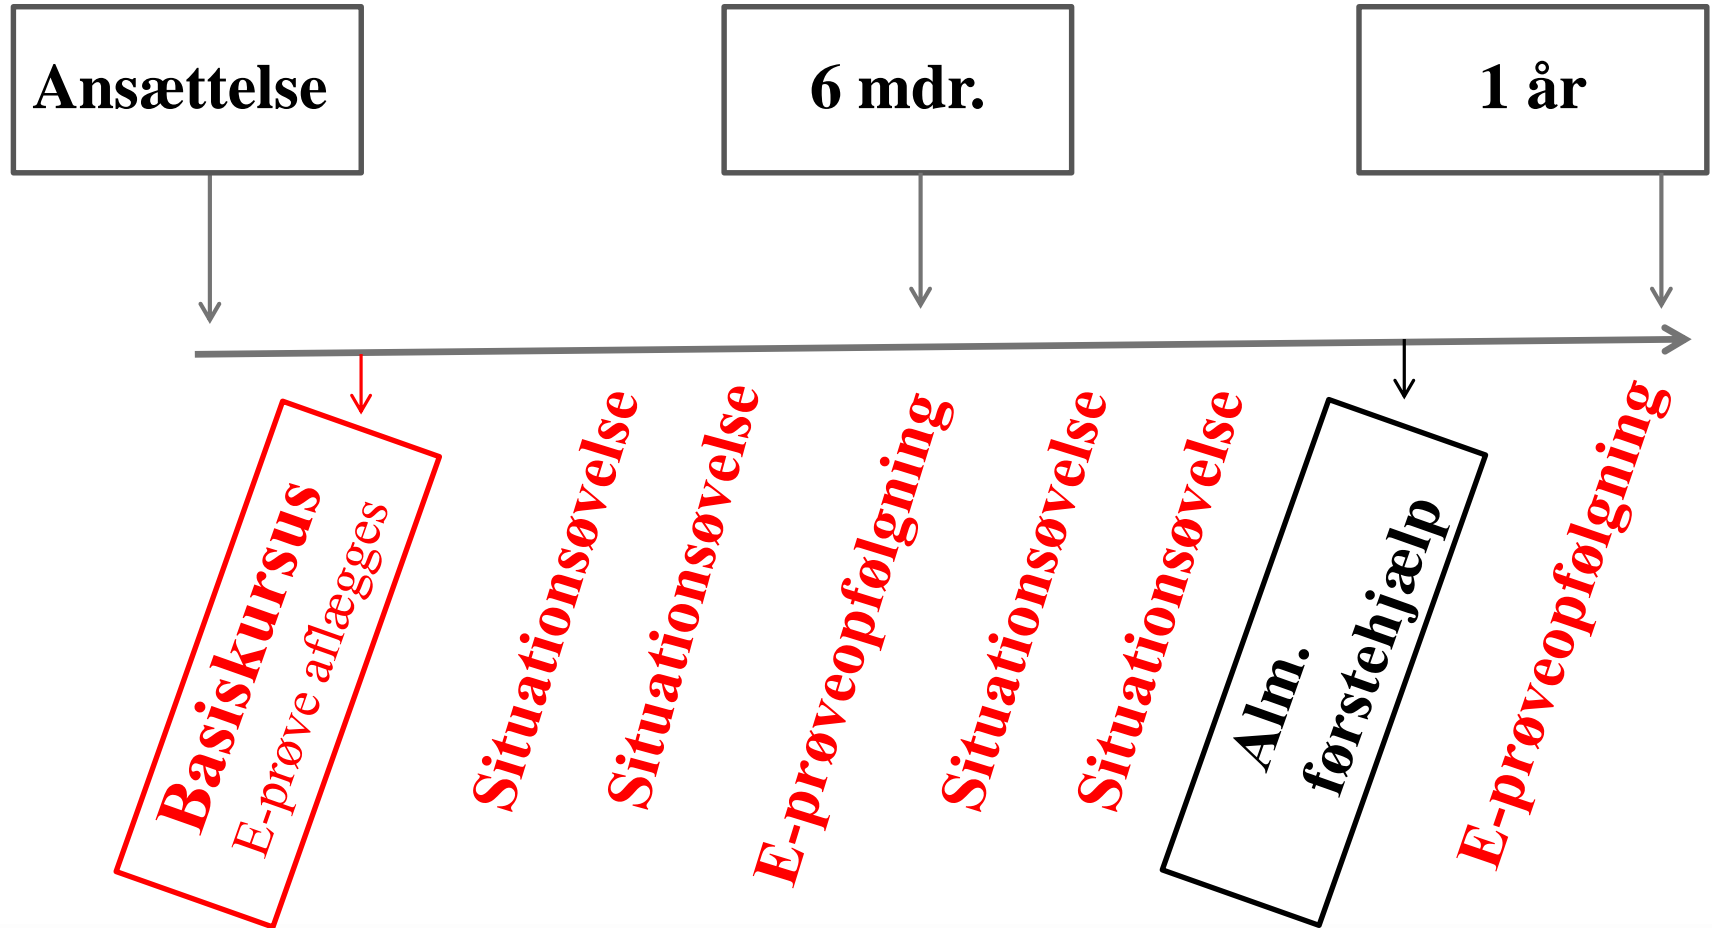 Ansættelse
6 mdr.
1 år
Basiskursus
E-prøve aflægges
Situationsøvelse
Situationsøvelse
E-prøveopfølgning
Situationsøvelse
Situationsøvelse
Alm.
førstehjælp
E-prøveopfølgning